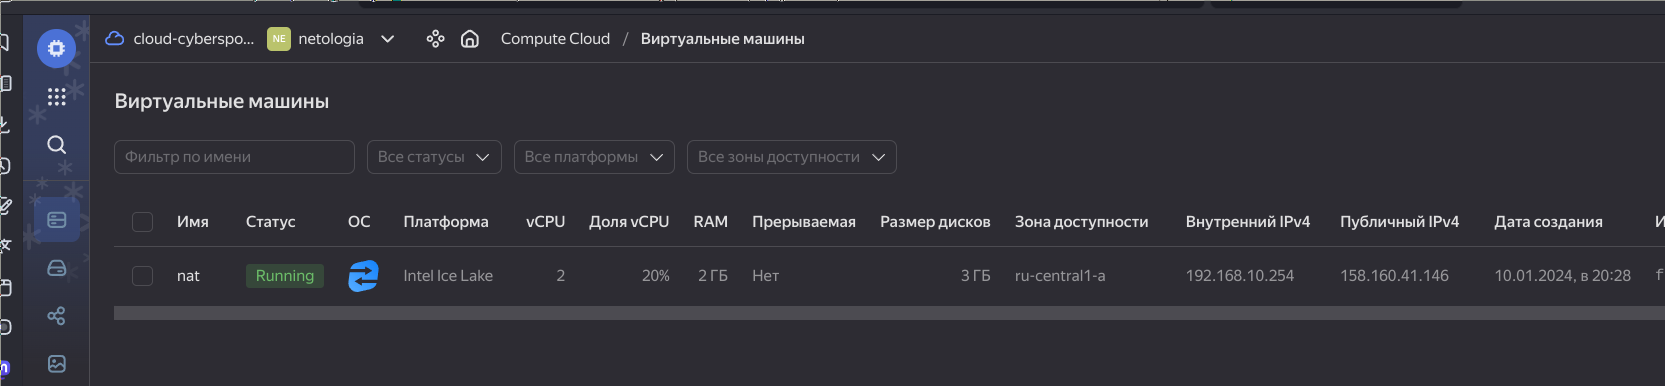 cloud-cyberspo... NE netologia Compute Cloud / Виртуальные машины
Виртуальные машины
Фильтр по имени Все статусы Все платформы Все зоны доступности
Имя Статус ОС Платформа vCPU Доля vCPU RAM Прерываемая Размер дисков Зона доступности Внутренний IPv4 Публичный IPv4 Дата создания
nat Running Intel Ice Lake 2 20% 2 ГБ Нет 3 ГБ ru-central1-a 192.168.10.254 158.160.41.146 10.01.2024, в 20:28